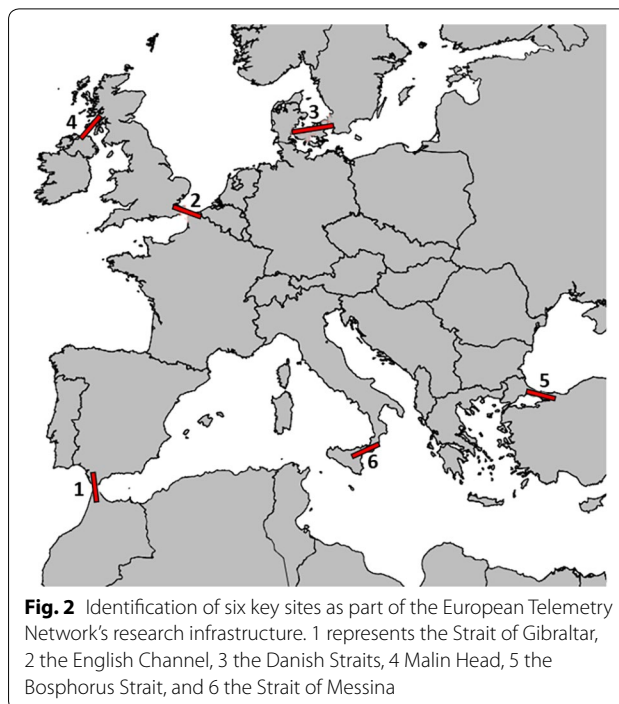 4
3
2
5
6
1
Fig. 2 Identification of six key sites as part of the European Telemetry
Network's research infrastructure. 1 represents the Strait of Gibraltar,
2 the English Channel, 3 the Danish Straits, 4 Malin Head, 5 the
Bosphorus Strait, and 6 the Strait of Messina